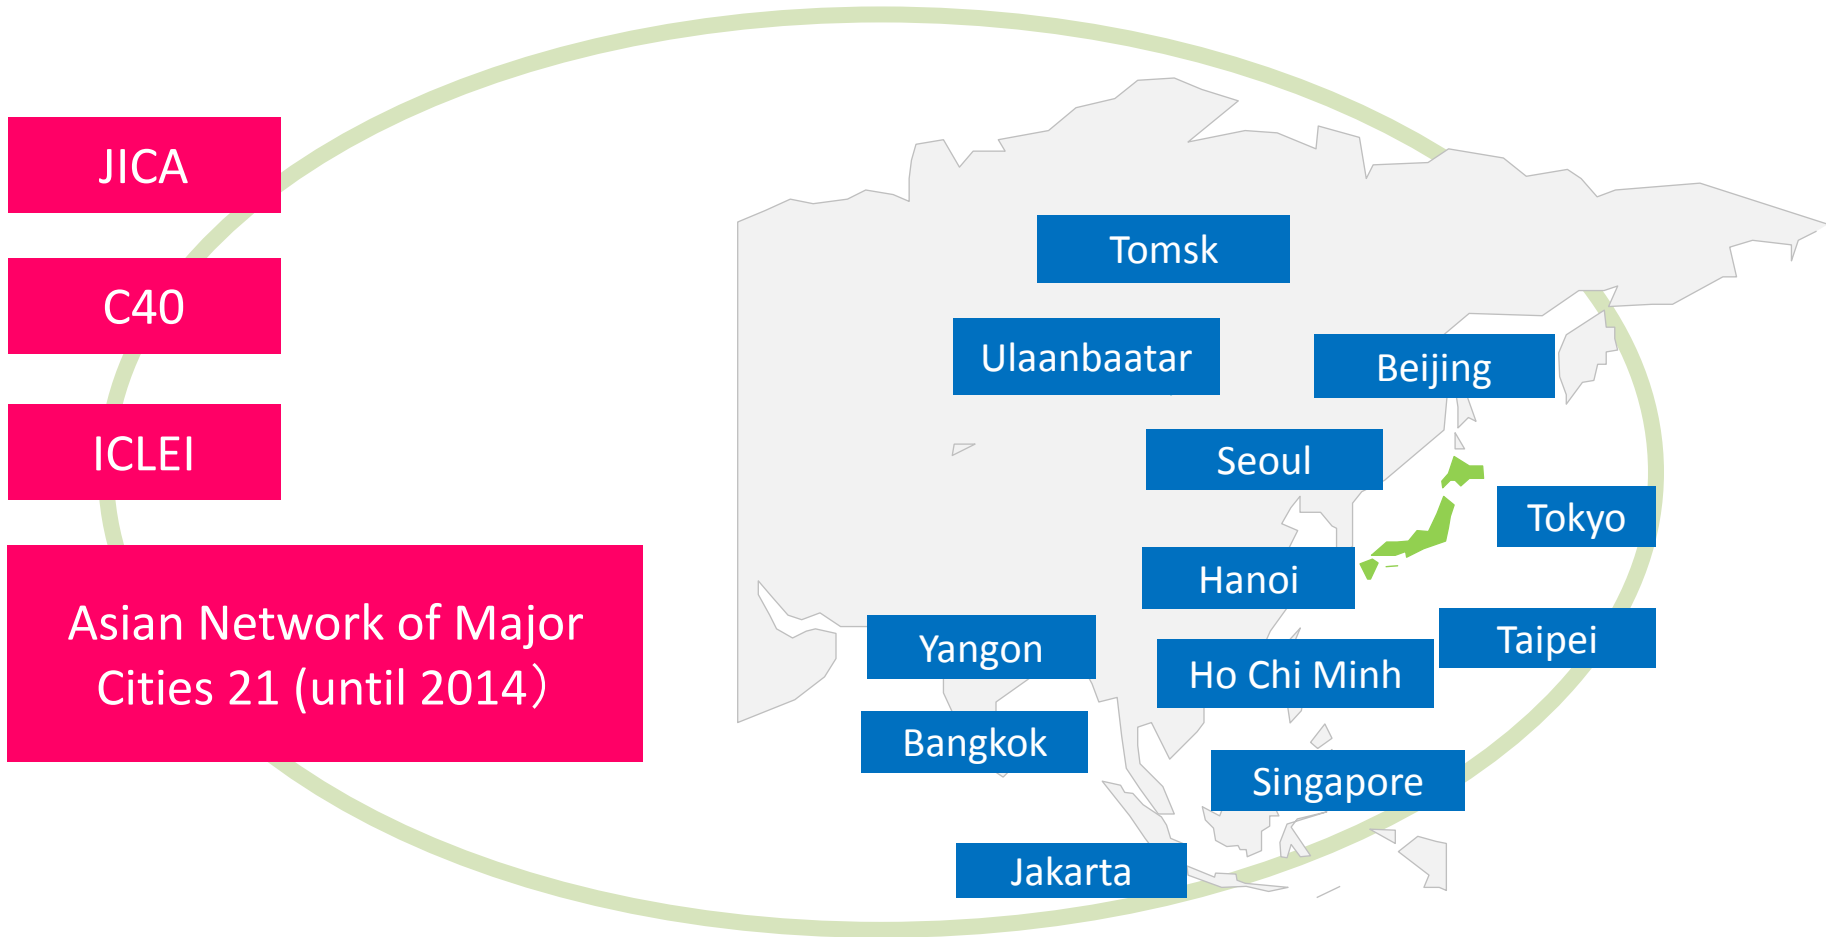 JICA
C40
ICLEI
Asian Network of Major
Cities 21 (until 2014）
Tomsk
Ulaanbaatar
Beijing
Seoul
Tokyo
Hanoi
Taipei
Yangon
Ho Chi Minh
Bangkok
Singapore
Jakarta